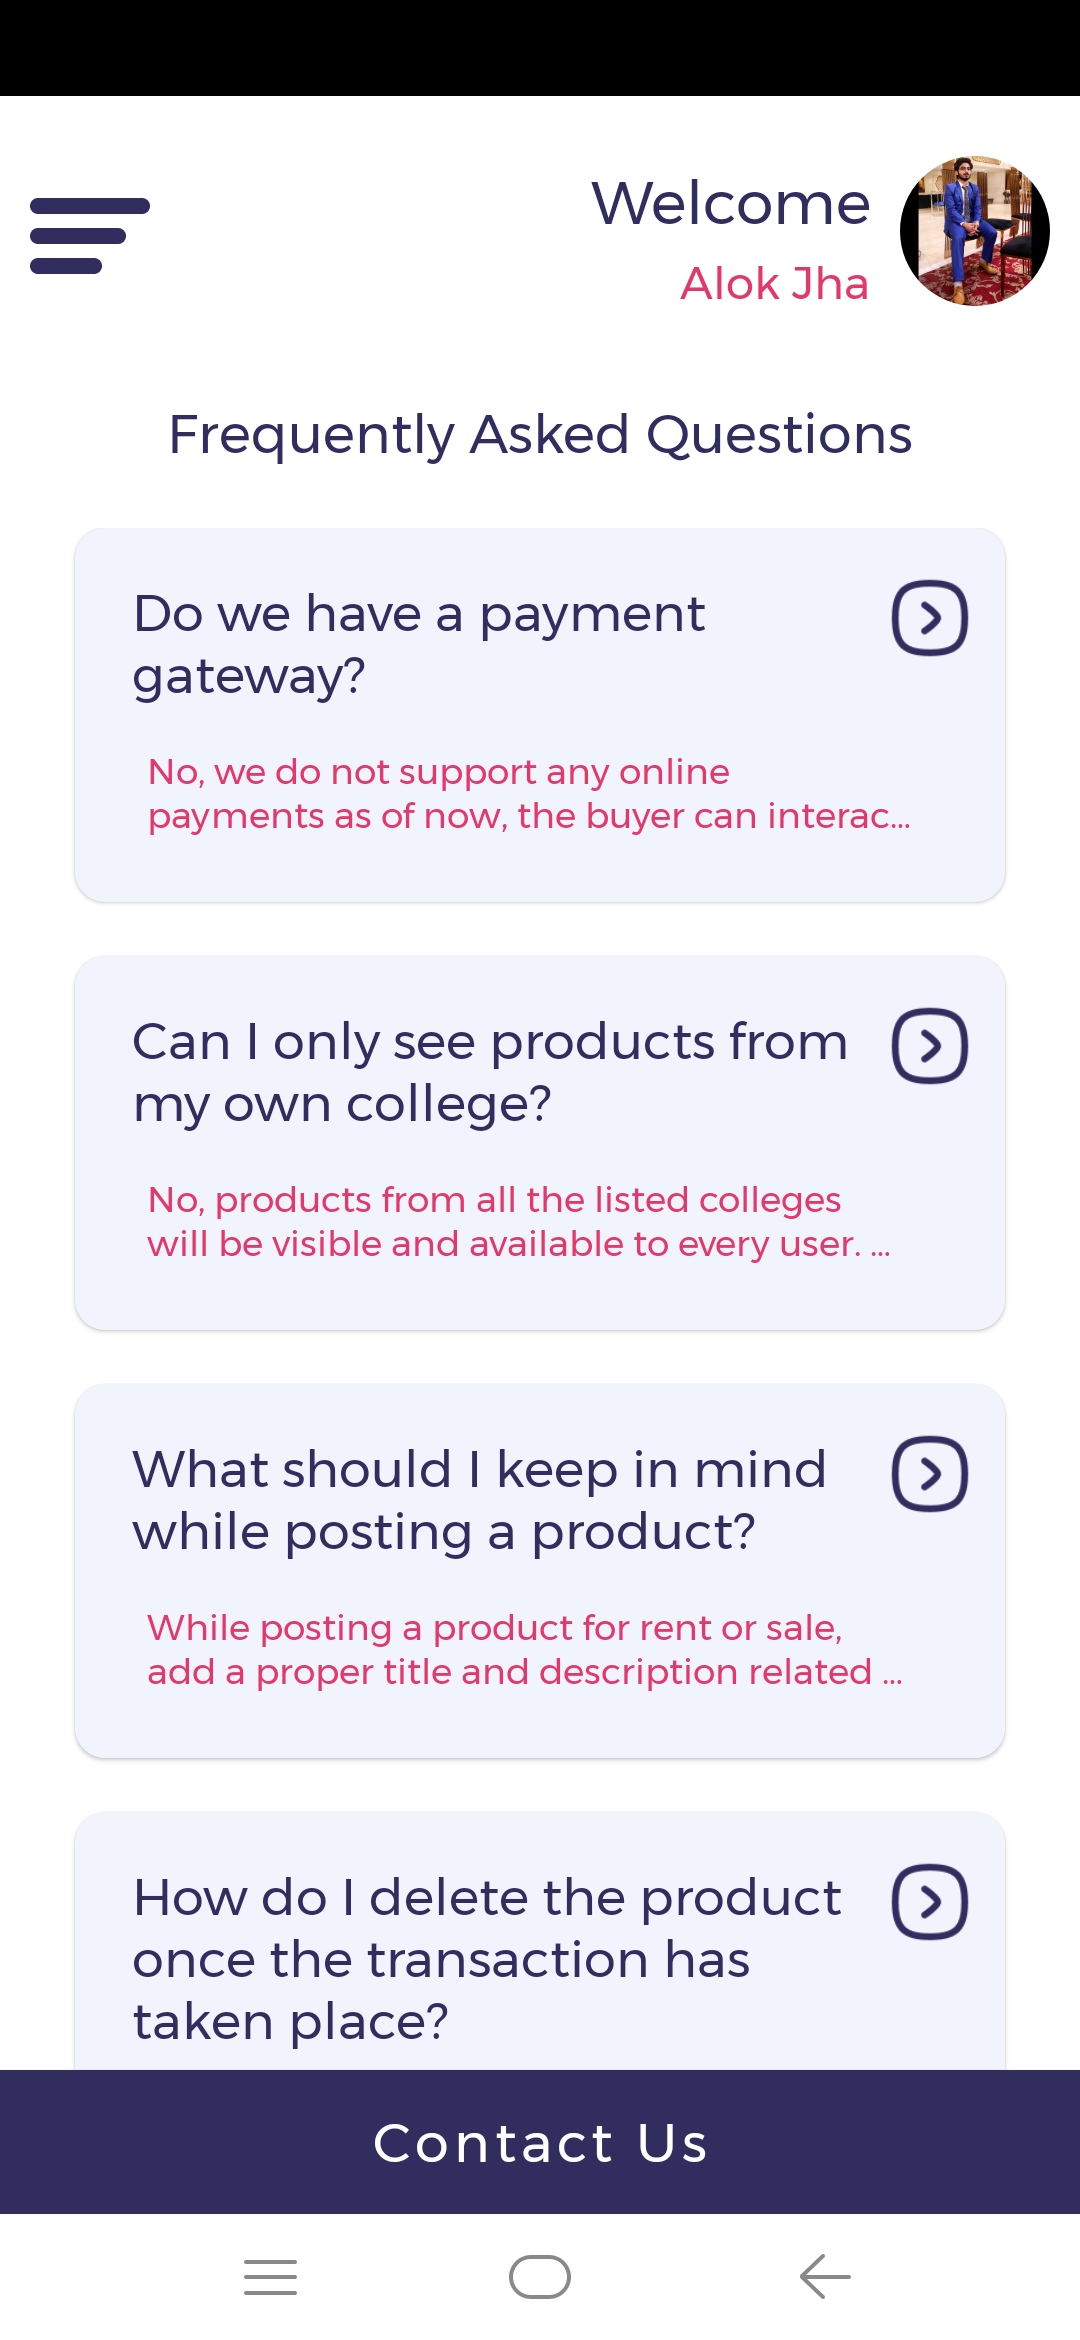 Welcome
Alok Jha
Frequently Asked Questions
Do we have a payment
gateway?
No, we do not support any online
payments as of now, the buyer can interac...
Can I only see products from
my own college?
No, products from all the listed colleges
will be visible and available to every user. ...
What should I keep in mind
while posting a product?
While posting a product for rent or sale,
add a proper title and description related ...
How do I delete the product
once the transaction has
taken place?
Contact Us